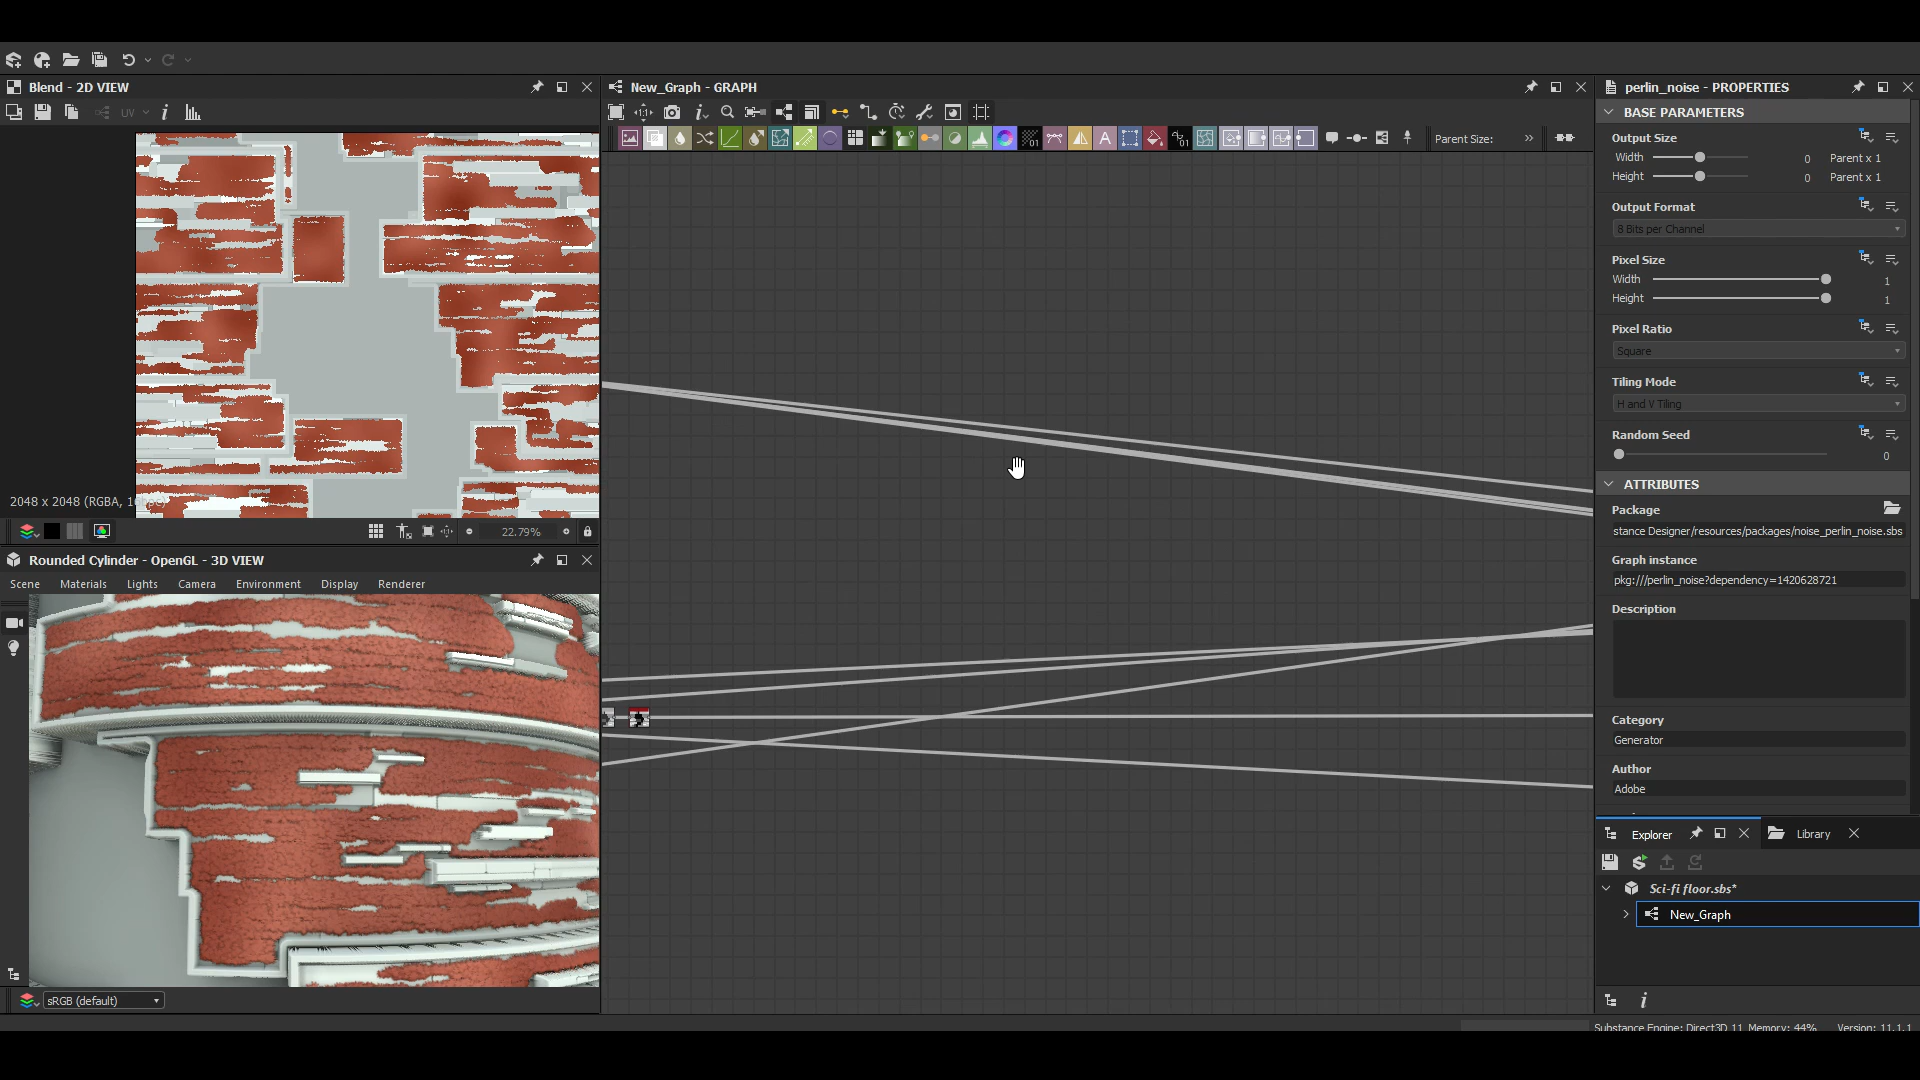 Blend - 2D VIEW
New_Graph - GRAPH
perlin_noise - PROPERTIES
UV
BASE PARAMETERS
Parent Size:
Output Size
Width 0 Parent x 1
Height 0 Parent x 1
Output Format
8 Bits per Channel
Pixel Size
Width 1
Height 1
Pixel Ratio
Square
Tiling Mode
H and V Tiling
Random Seed
0
ATTRIBUTES
Package
stance Designer/resources/packages/noise_perlin_noise.sbs
Graph instance
pkg:///perlin_noise?dependency=1420628721
Description
Category
Generator
Author
Adobe
2048 x 2048 (RGBA,
22.79%
Rounded Cylinder - OpenGL - 3D VIEW
Scene Materials Lights Camera Environment Display Renderer
sRGB (default)
Explorer
Library
Sci-fi floor.sbs*
New_Graph
Substance Engine: Direct3D 11 Memory: 44% Version: 11.1.1